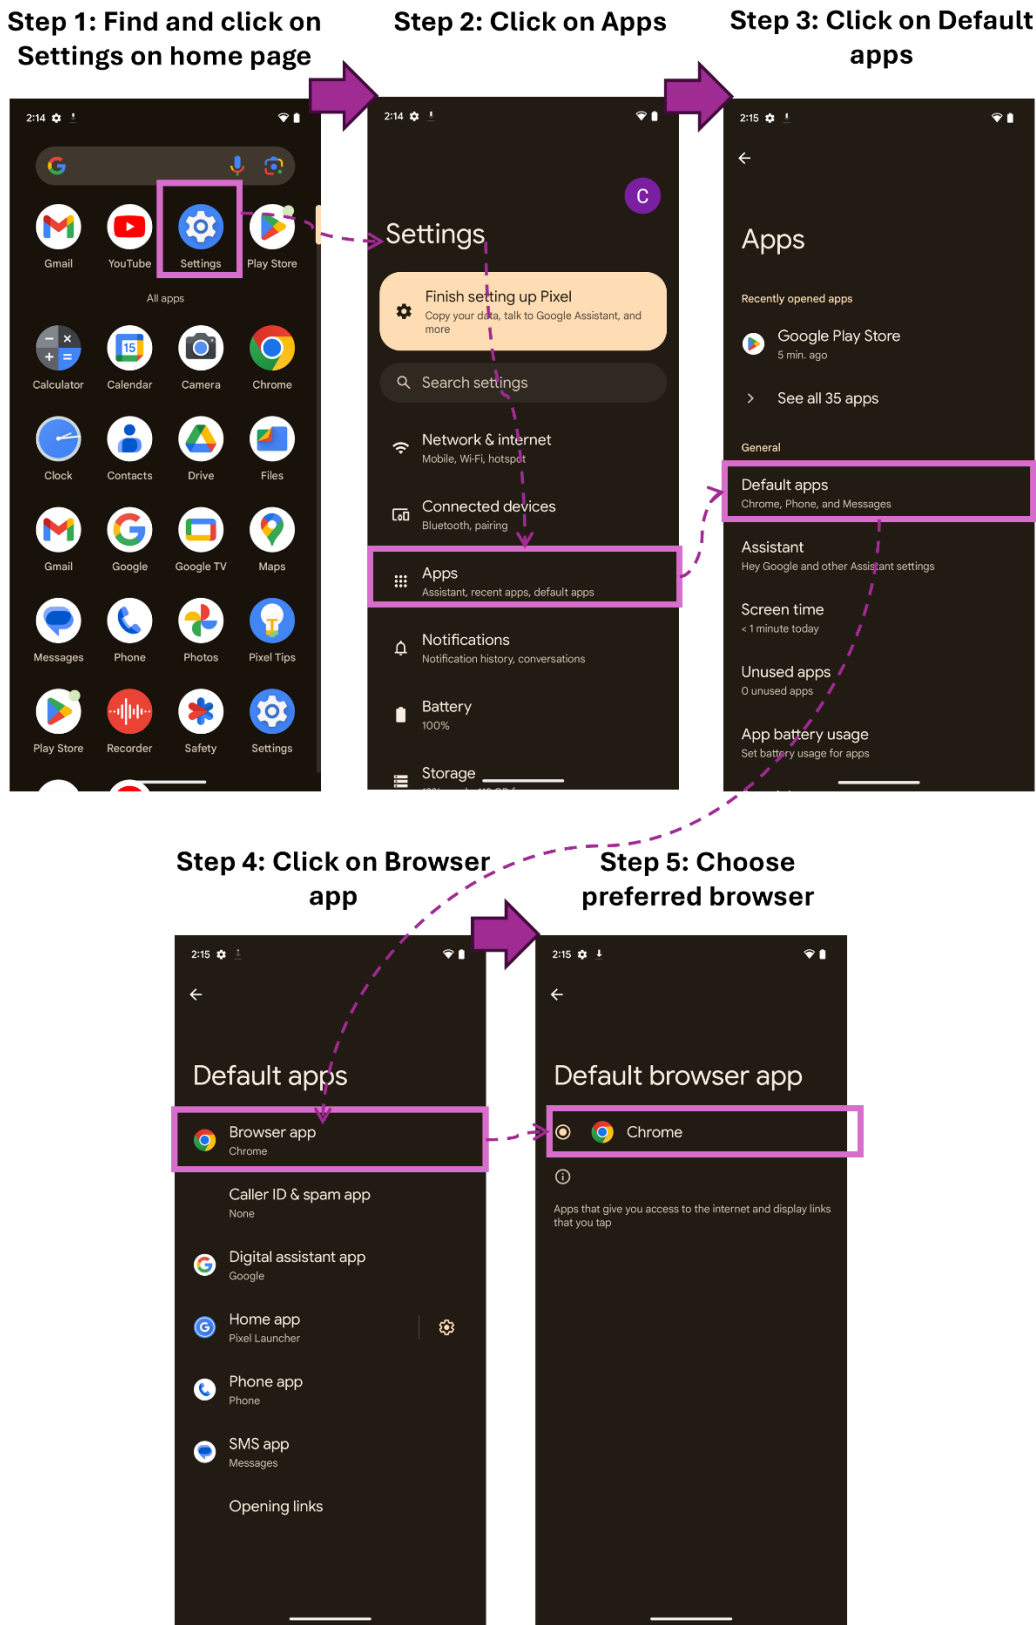 Step 1: Find and click on
Settings on home page
Step 2: Click on Apps
Step 3: Click on Default
apps
2:14
G
Gmail YouTube Settings Play Store
All apps
Calculator Calendar Camera Chrome
15
Clock Contacts Drive Files
Gmail Google Google TV Maps
Messages Phone Photos Pixel Tips
Play Store Recorder Safety Settings
2:14
C
Settings
Finish setting up Pixel
Copy your data, talk to Google Assistant, and
more
Search settings
Network & internet
Mobile, Wi-Fi, hotspot
Connected devices
Bluetooth, pairing
Apps
Assistant, recent apps, default apps
Notifications
Notification history, conversations
Battery
100%
Storage
2:15
Apps
Recently opened apps
Google Play Store
5 min. ago
See all 35 apps
General
Default apps
Chrome, Phone, and Messages
Assistant
Hey Google and other Assistant settings
Screen time
< 1 minute today
Unused apps
0 unused apps
App battery usage
Set battery usage for apps
Step 4: Click on Browser
app
Step 5: Choose
preferred browser
2:15
Default apps
Browser app
Chrome
Caller ID & spam app
None
Digital assistant app
Google
Home app
Pixel Launcher
Phone app
Phone
SMS app
Messages
Opening links
2:15
Default browser app
Chrome
Apps that give you access to the internet and display links
that you tap